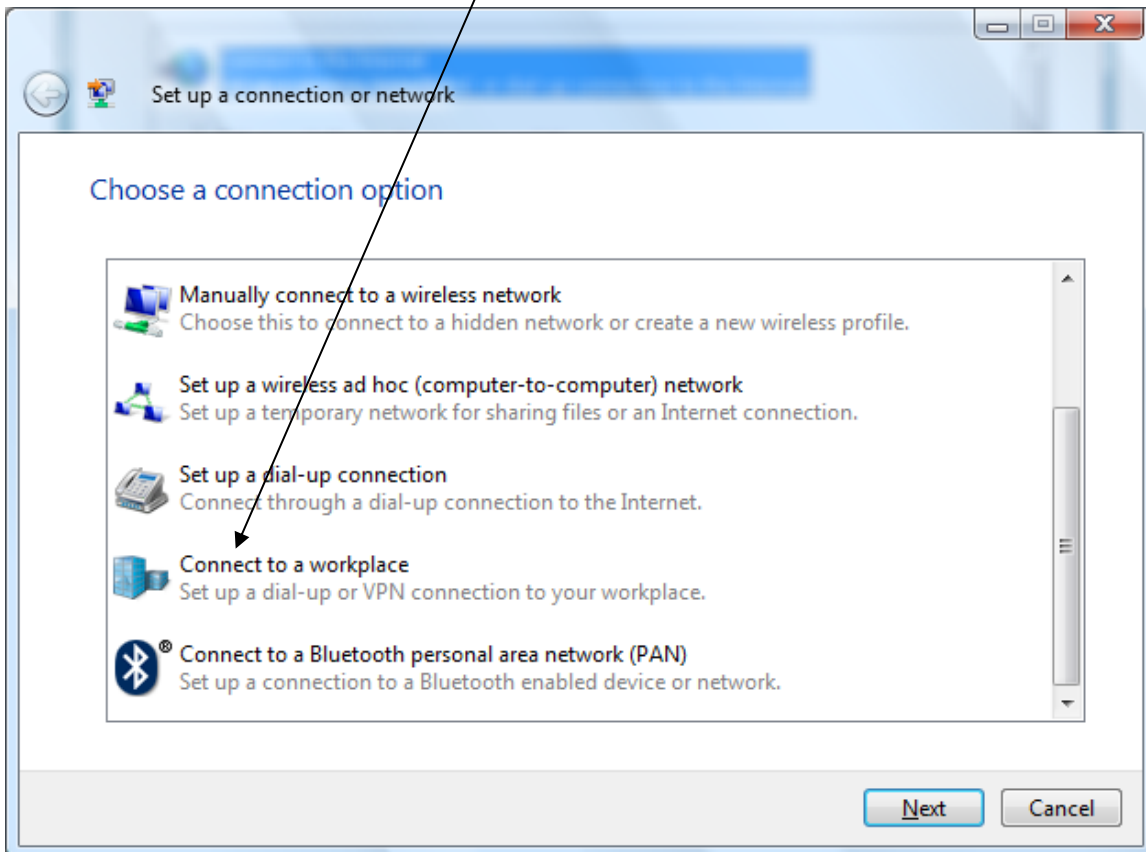 Set up a connection or network
Choose a connection option
Manually connect to a wireless network
Choose this to connect to a hidden network or create a new wireless profile.
Set up a wireless ad hoc (computer-to-computer) network
Set up a temporary network for sharing files or an Internet connection.
Set up a dial-up connection
Connect through a dial-up connection to the Internet.
Connect to a workplace
Set up a dial-up or VPN connection to your workplace.
®
Connect to a Bluetooth personal area network (PAN)
Set up a connection to a Bluetooth enabled device or network.
Next Cancel